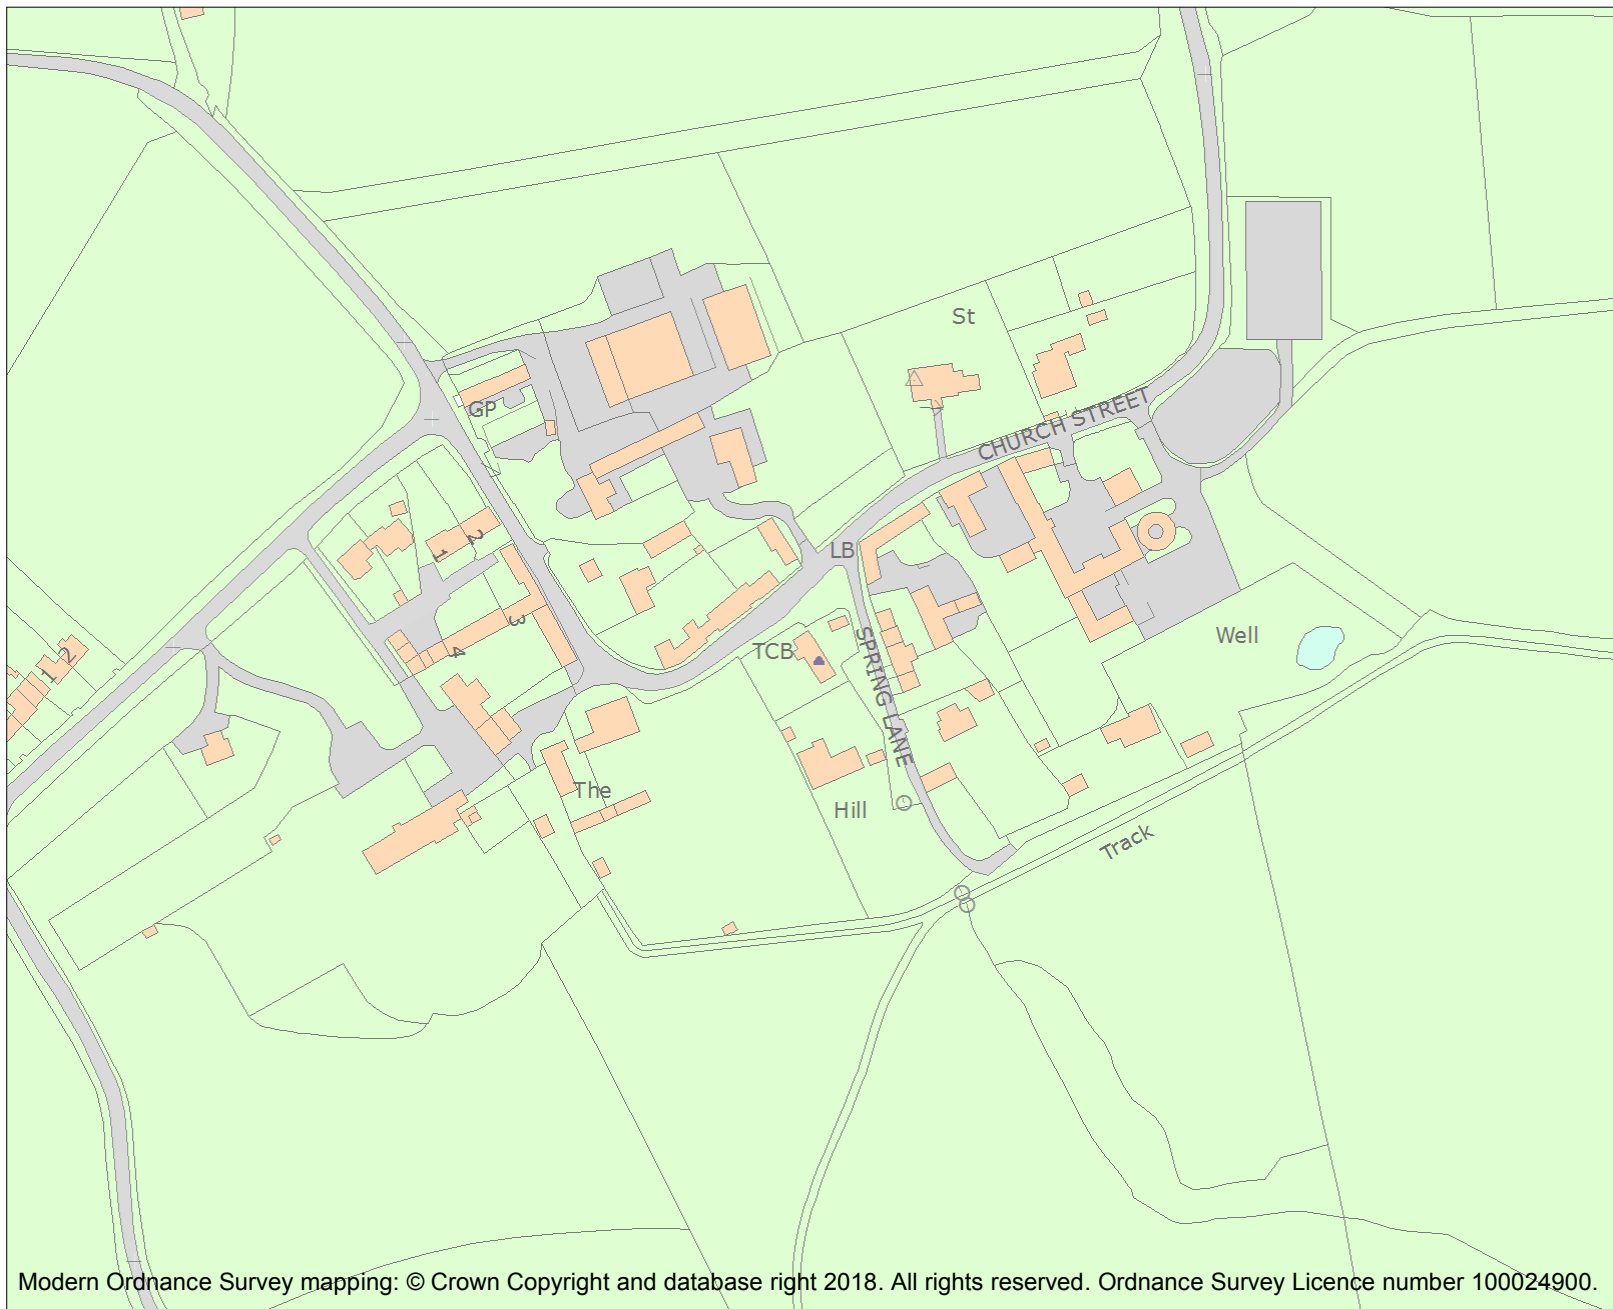 St
GP
CHURCH STREET
1
2
LB
3
4
TCB
SPRING LANE
Well
1 2
The
Hill
Track
Modern Ordnance Survey mapping: © Crown Copyright and database right 2018. All rights reserved. Ordnance Survey Licence number 100024900.